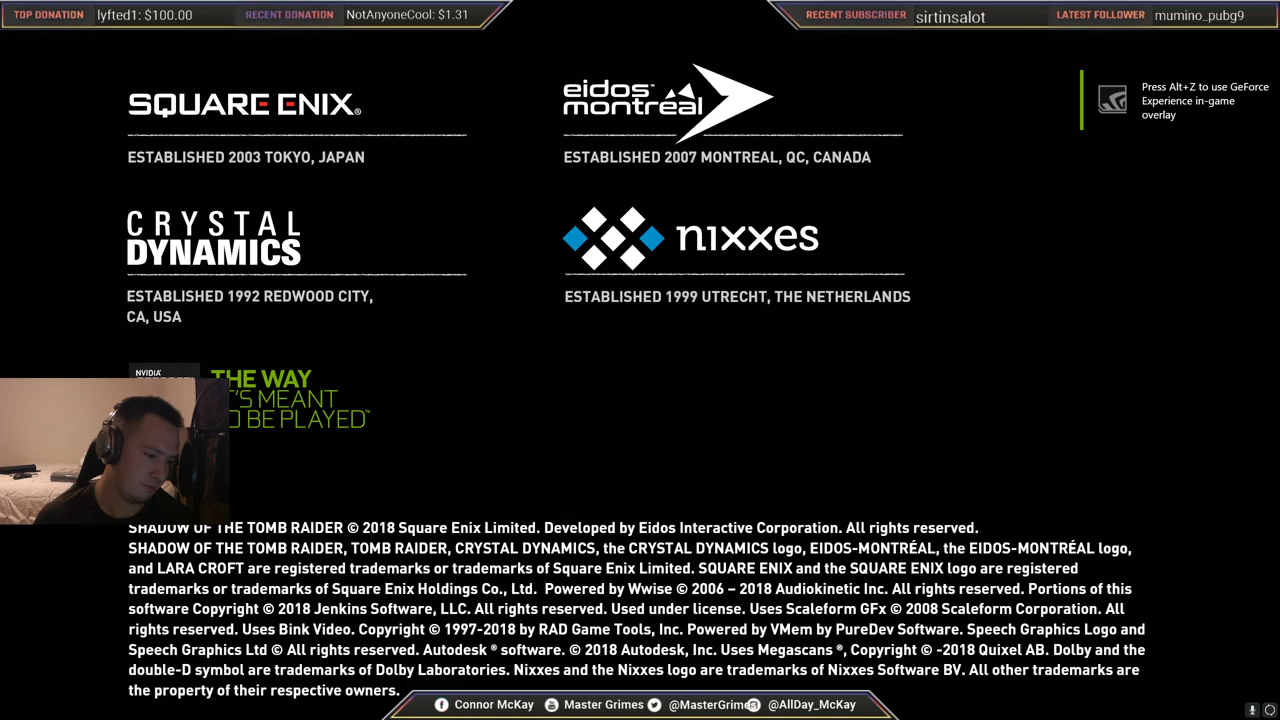 TOP DONATION lyfted1: $100.00 RECENT DONATION NotAnyoneCool: $1.31 RECENT SUBSCRIBER sirtinsalot LATEST FOLLOWER mumino_pubg9
SQUARE ENIX®
ESTABLISHED 2003 TOKYO, JAPAN
eidos™
montréal
ESTABLISHED 2007 MONTREAL, QC, CANADA
Press Alt+Z to use GeForce
Experience in-game
overlay
CRYSTAL
DYNAMICS
ESTABLISHED 1992 REDWOOD CITY,
CA, USA
nixxes
ESTABLISHED 1999 UTRECHT, THE NETHERLANDS
NVIDIA
THE WAY
'S MEANT
BE PLAYED™
SHADOW OF THE TOMB RAIDER © 2018 Square Enix Limited. Developed by Eidos Interactive Corporation. All rights reserved.
SHADOW OF THE TOMB RAIDER, TOMB RAIDER, CRYSTAL DYNAMICS, the CRYSTAL DYNAMICS logo, EIDOS-MONTRÉAL, the EIDOS-MONTRÉAL logo,
and LARA CROFT are registered trademarks or trademarks of Square Enix Limited. SQUARE ENIX and the SQUARE ENIX logo are registered
trademarks or trademarks of Square Enix Holdings Co., Ltd. Powered by Wwise © 2006 – 2018 Audiokinetic Inc. All rights reserved. Portions of this
software Copyright © 2018 Jenkins Software, LLC. All rights reserved. Used under license. Uses Scaleform GFx © 2008 Scaleform Corporation. All
rights reserved. Uses Bink Video. Copyright © 1997-2018 by RAD Game Tools, Inc. Powered by VMem by PureDev Software. Speech Graphics Logo and
Speech Graphics Ltd © All rights reserved. Autodesk ® software. © 2018 Autodesk, Inc. Uses Megascans ®, Copyright © -2018 Quixel AB. Dolby and the
double-D symbol are trademarks of Dolby Laboratories. Nixxes and the Nixxes logo are trademarks of Nixxes Software BV. All other trademarks are
the property of their respective owners.
Connor McKay Master Grimes @MasterGrime @AllDay_McKay